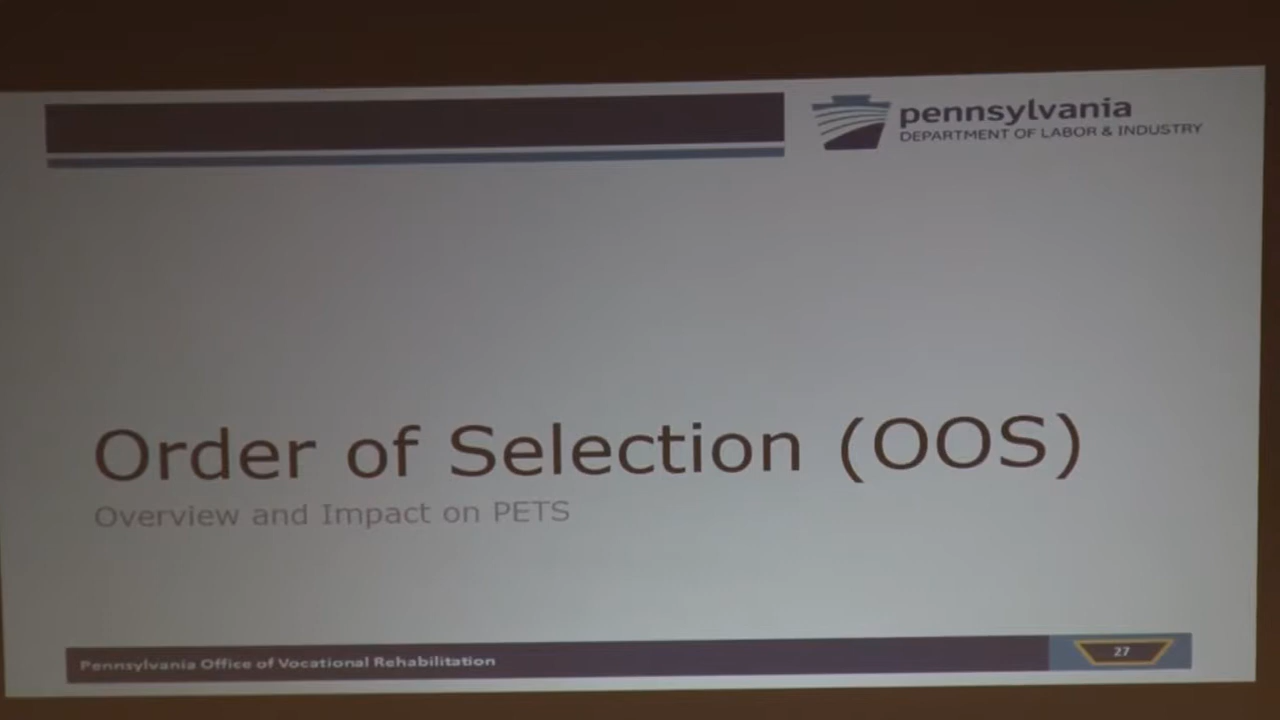 pennsylvania
DEPARTMENT OF LABOR & INDUSTRY
Order of Selection (OOS)
Overview and Impact on PETS
Pennsylvania Office of Vocational Rehabilitation
27